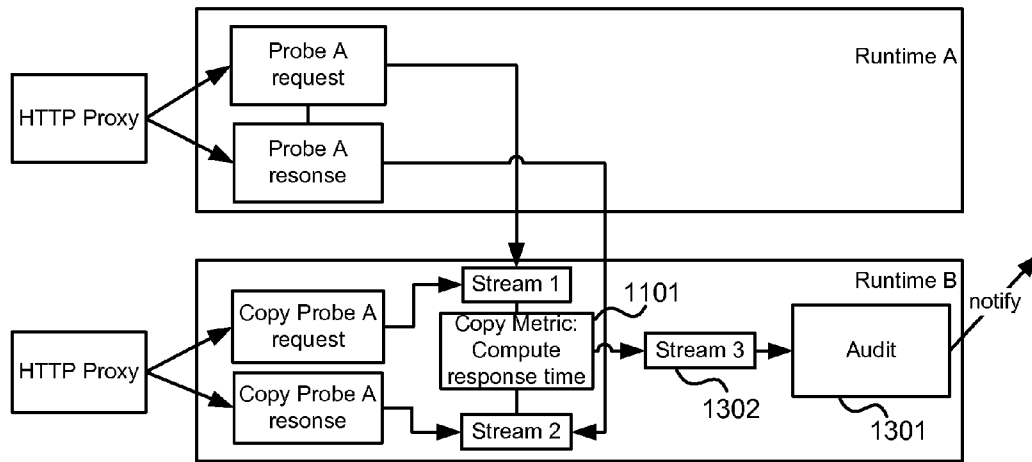 Probe A
request
Runtime A
HTTP Proxy
Probe A
resonse
Stream 1
Runtime B
1101
notify
Copy Probe A
request
Copy Metric:
Compute
response time
Stream 3
Audit
HTTP Proxy
Copy Probe A
resonse
1302
1301
Stream 2